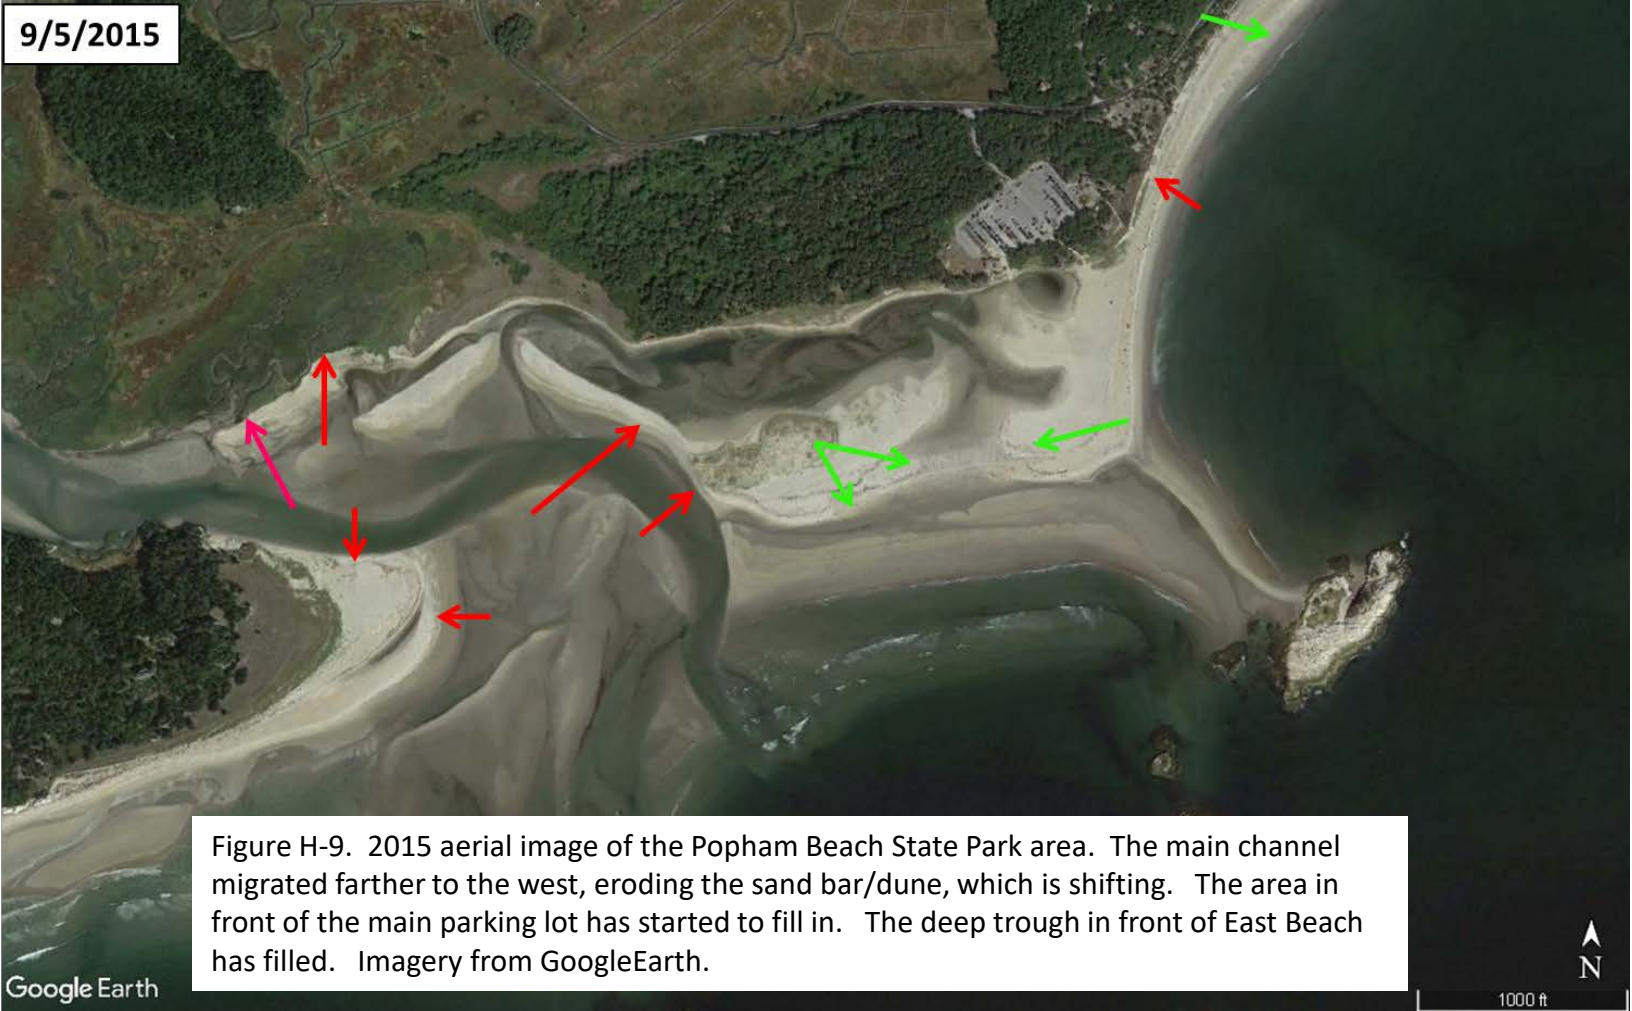 9/5/2015
Figure H-9.  2015 aerial image of the Popham Beach State Park area.  The main channel
migrated farther to the west, eroding the sand bar/dune, which is shifting.   The area in
front of the main parking lot has started to fill in.   The deep trough in front of East Beach
has filled.   Imagery from GoogleEarth.
N
Google Earth
1000 ft